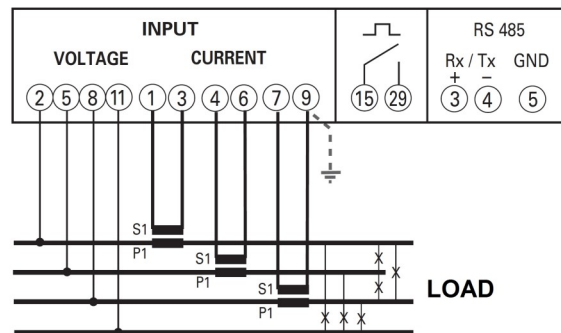 INPUT
VOLTAGE
CURRENT
2 5 8 11 1 3 4 6 7 9
15 29
RS 485
Rx / Tx GND
+ −
3 4 5
S1
P1
S1
P1
S1
P1
LOAD